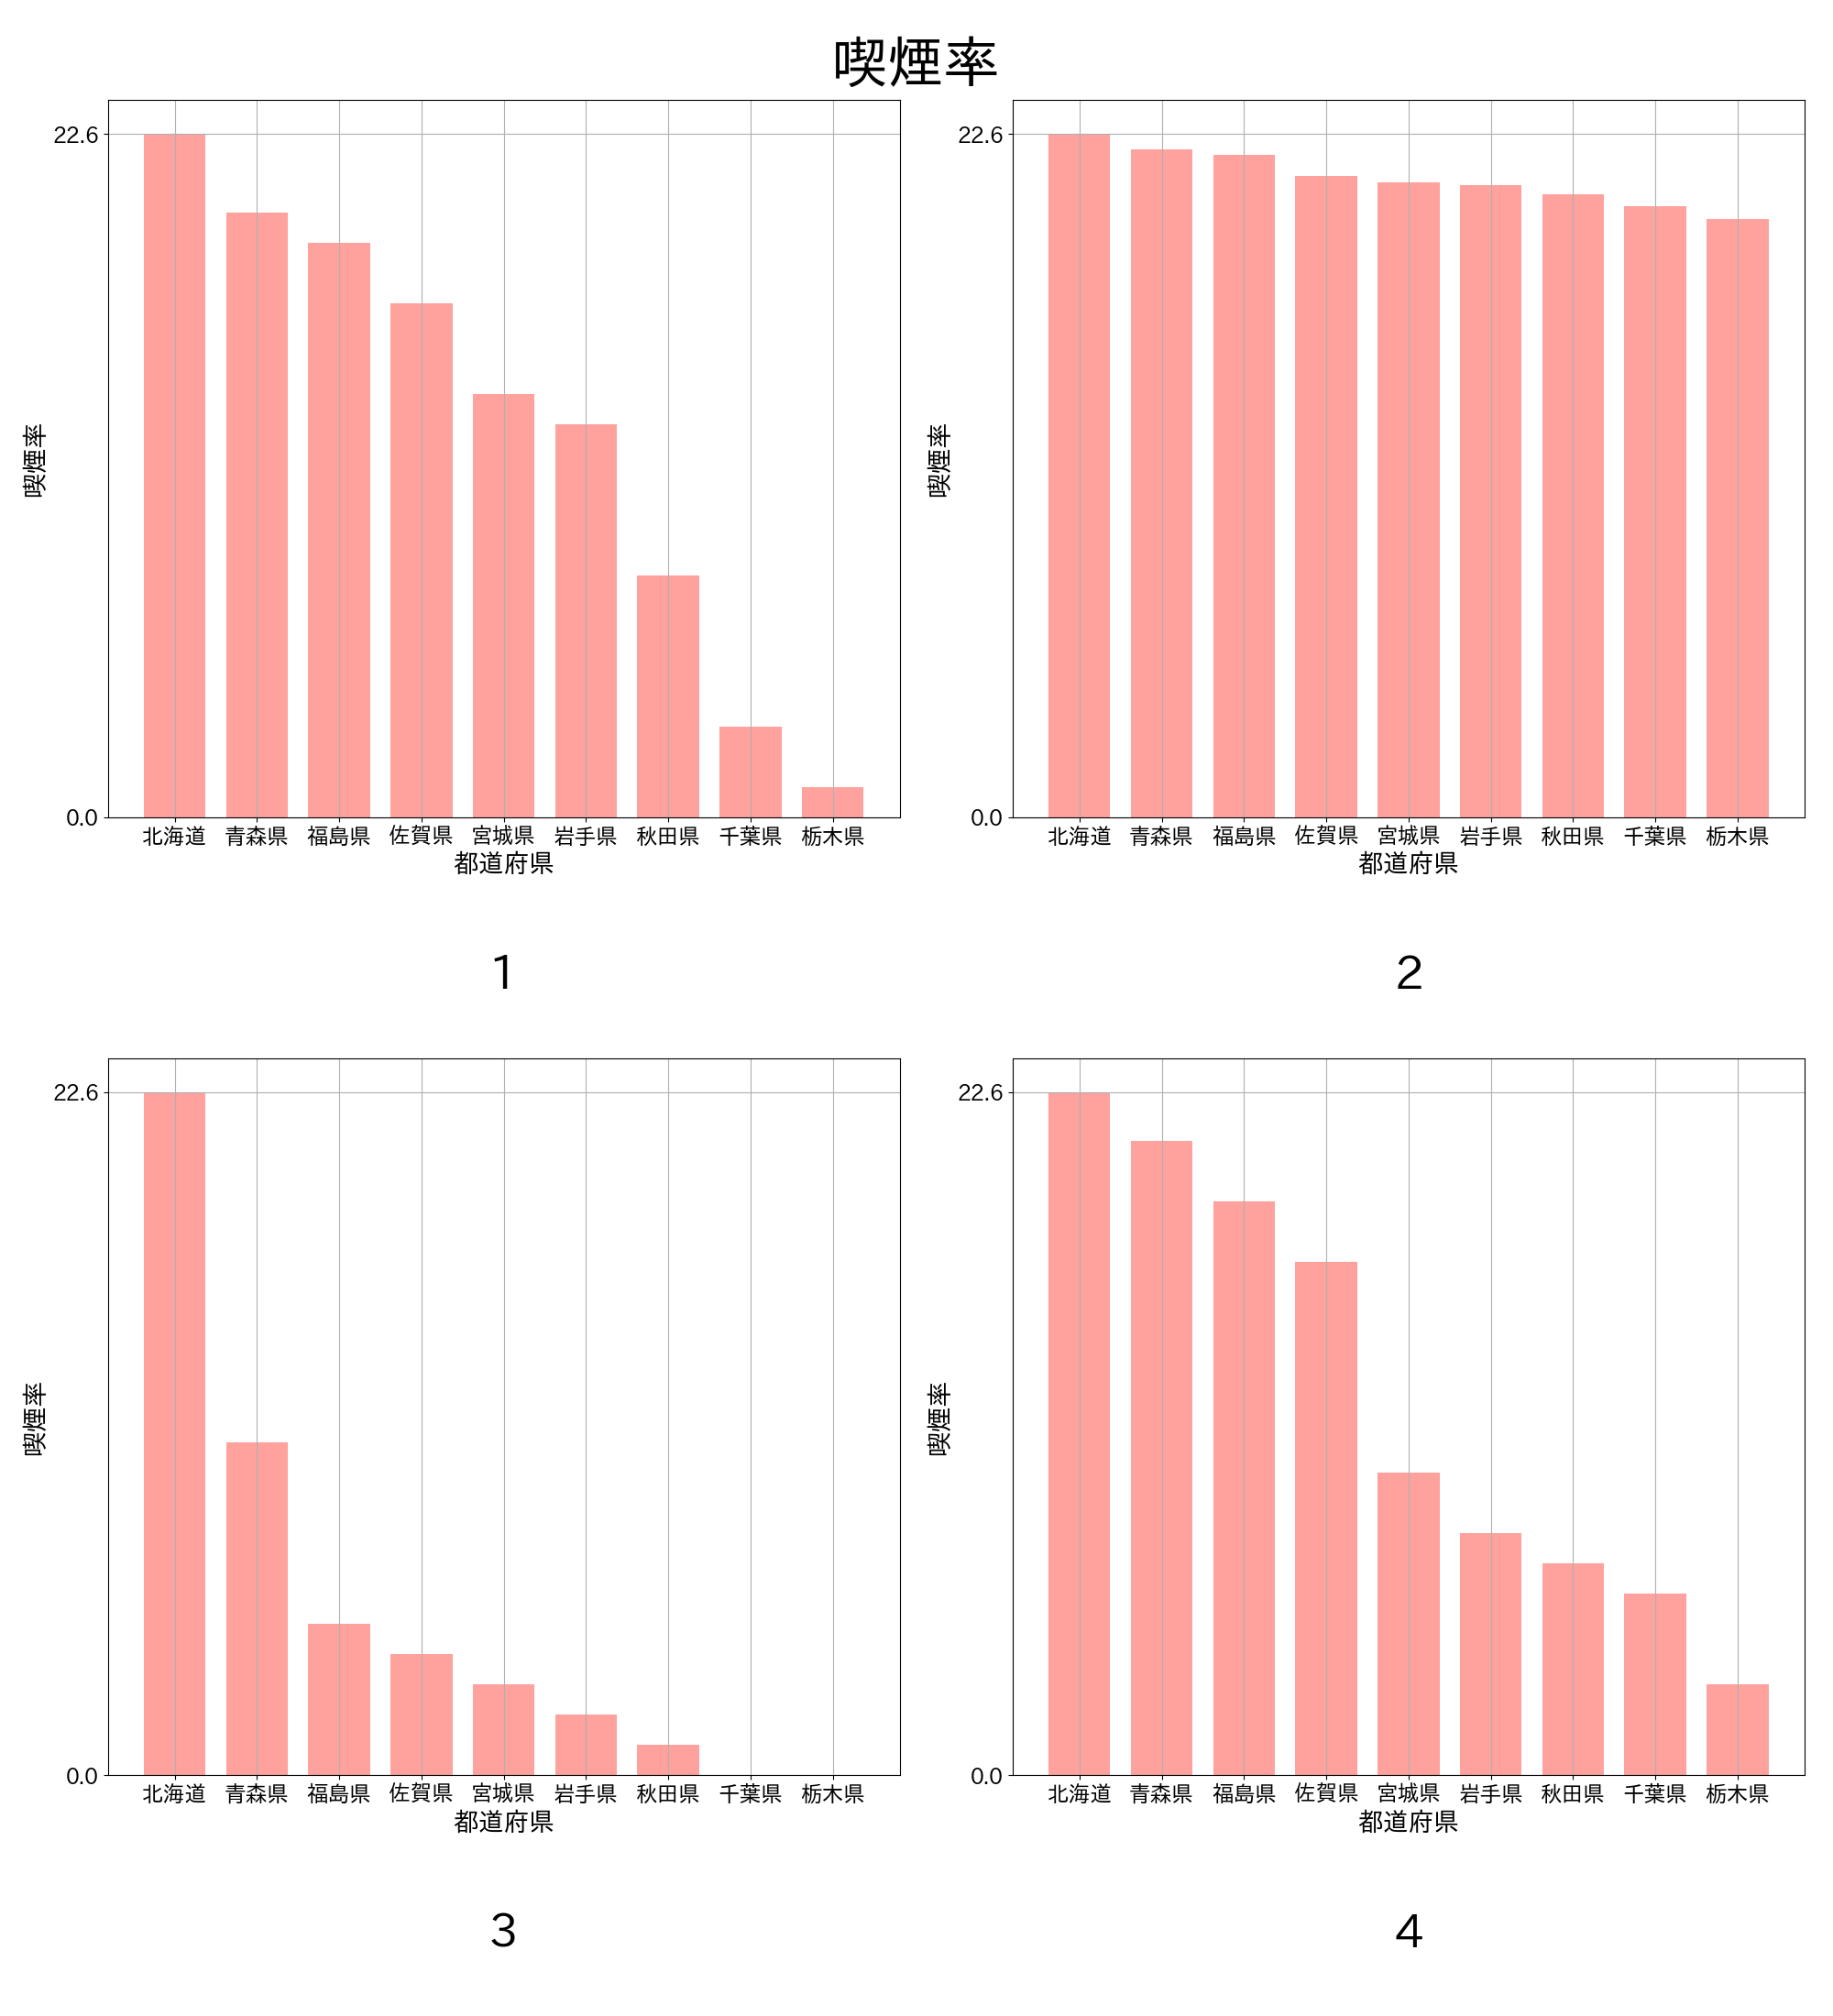 喫煙率
22.6
0.0
喫煙率
北海道 青森県 福島県 佐賀県 宮城県 岩手県 秋田県 千葉県 栃木県
都道府県
1
22.6
0.0
喫煙率
北海道 青森県 福島県 佐賀県 宮城県 岩手県 秋田県 千葉県 栃木県
都道府県
2
22.6
0.0
喫煙率
北海道 青森県 福島県 佐賀県 宮城県 岩手県 秋田県 千葉県 栃木県
都道府県
3
22.6
0.0
喫煙率
北海道 青森県 福島県 佐賀県 宮城県 岩手県 秋田県 千葉県 栃木県
都道府県
4